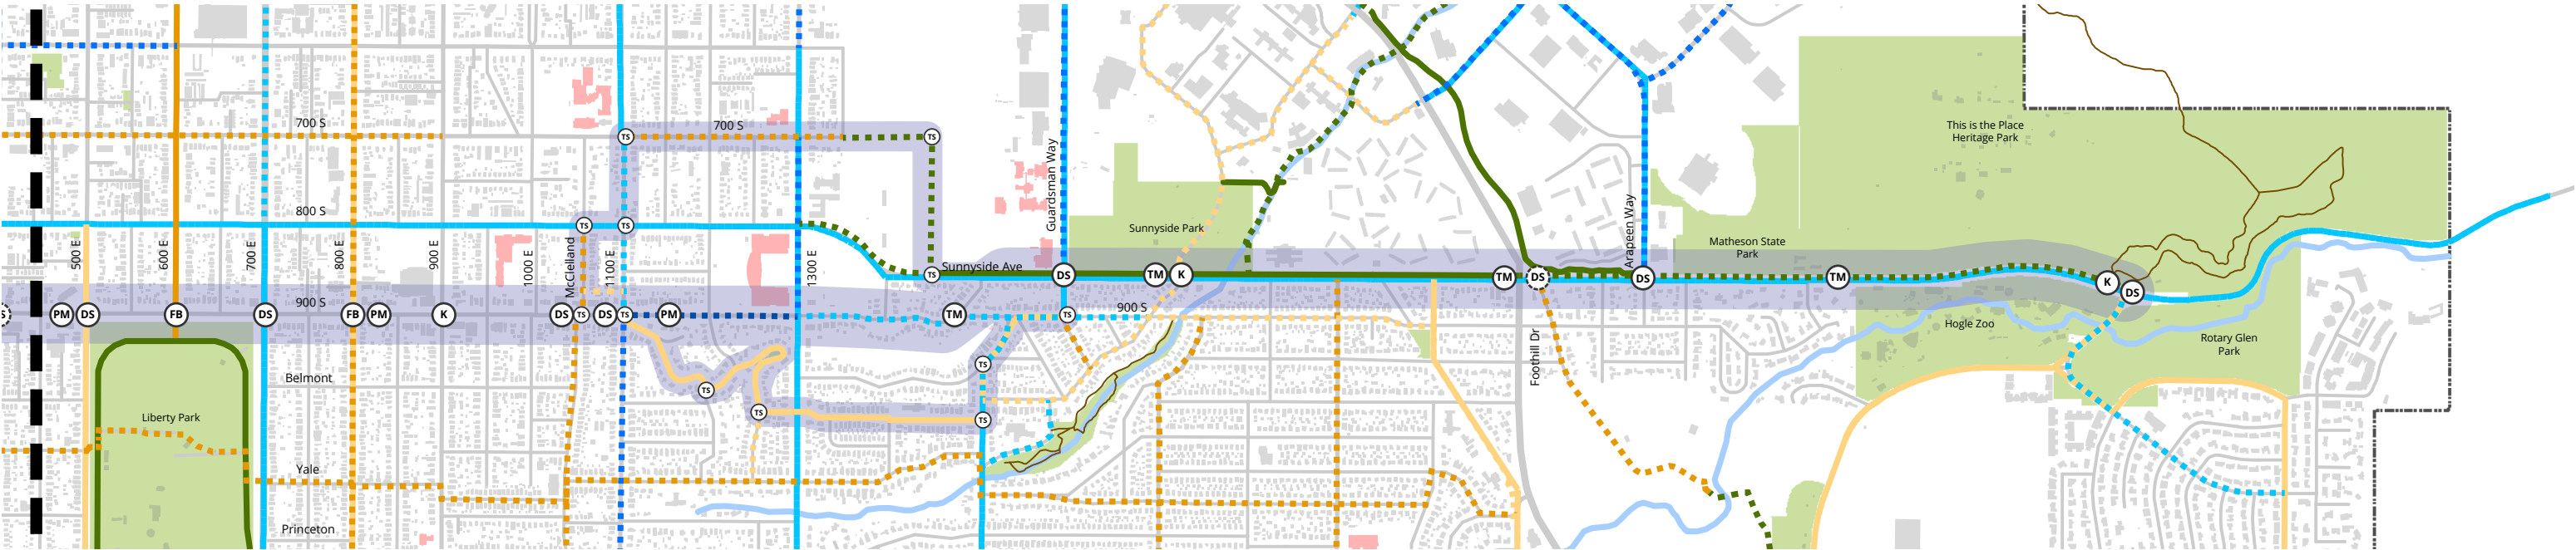 700 S
700 S
This is the Place
Heritage Park
TS
TS
Guardsman Way
800 S
500 E
600 E
700 E
800 E
900 E
1000 E
McClelland
1100 E
1300 E
TS
TS
Sunnyside Park
Arapeen Way
Matheson State
Park
Sunnyside Ave
TS
DS
TM
K
TM
DS
DS
TM
K
DS
900 S
900 S
S
PM
DS
FB
DS
FB
PM
K
DS
TS
DS
TS
PM
TM
TS
Hogle Zoo
Rotary Glen
Park
Foothill Dr
Belmont
TS
TS
TS
TS
Liberty Park
Yale
Princeton